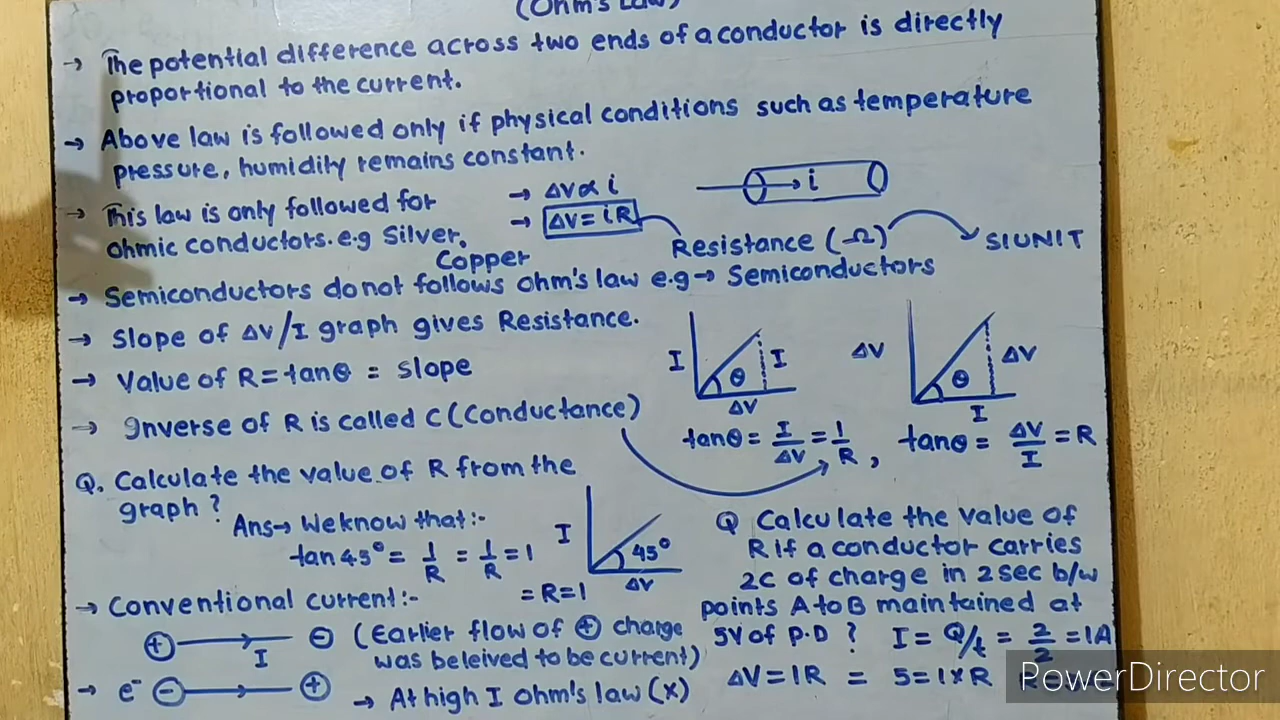 (Ohm's Law)
→ The potential difference across two ends of a conductor is directly
proportional to the current.
→ Above law is followed only if physical conditions such as temperature
pressure, humidity remains constant.
→ This law is only followed for
ohmic conductors. e.g Silver,
Copper
→ ΔV ∝ i
→ ΔV = iR
i
Resistance (Ω)
SIUNIT
→ Semiconductors donot follows ohm's law e.g → Semiconductors
→ Slope of ΔV/I graph gives Resistance.
→ Value of R = tanθ = slope
→ Inverse of R is called C (Conductance)
I θ I
ΔV
tanθ = I/ΔV = 1/R ,
ΔV θ ΔV
I
tanθ = ΔV/I = R
Q. Calculate the value of R from the
graph ?
Ans → We know that :-
tan 45° = 1/R = 1/R = 1
= R = 1
I 45°
ΔV
→ Conventional current :-
+ I - (Earlier flow of + charge
was beleived to be current)
→ e⁻ - +
→ At high I ohm's law (x)
Q Calculate the value of
R if a conductor carries
2C of charge in 2 sec b/w
points A to B maintained at
5V of P.D ? I = Q/t = 2/2 = 1A
ΔV = IR = 5 = 1 x R
PowerDirector